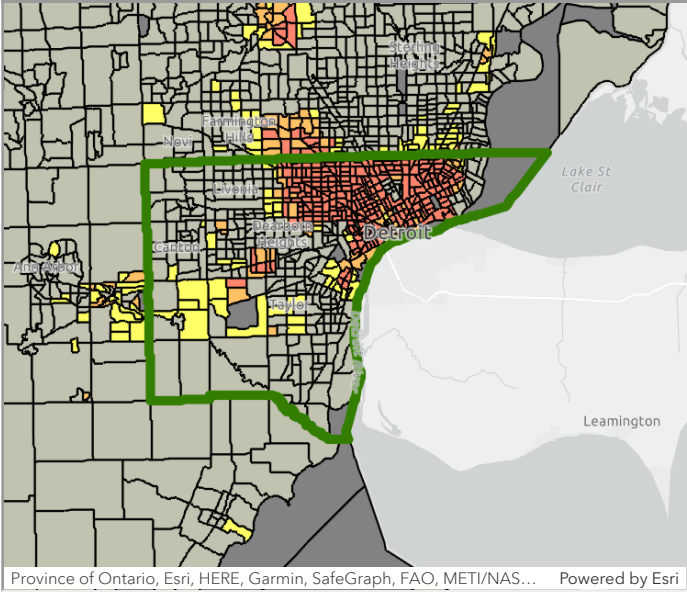 Sterling
Heights
Farmington
Hills
Novi
Lake St
Clair
Livonia
Dearborn
Heights
Detroit
Canton
Ann Arbor
Taylo
Leamington
Province of Ontario, Esri, HERE, Garmin, SafeGraph, FAO, METI/NAS... Powered by Esri